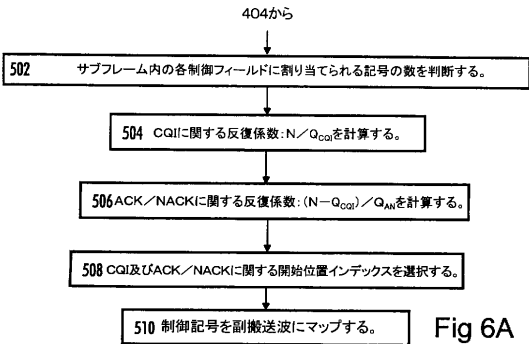 404から
502 サブフレーム内の各制御フィールドに割り当てられる記号の数を判断する。
504 CQIに関する反復係数:N/QCQIを計算する。
506 ACK/NACKに関する反復係数:(N-QCQI)/QANを計算する。
508 CQI及びACK/NACKに関する開始位置インデックスを選択する。
510 制御記号を副搬送波にマップする。
Fig 6A